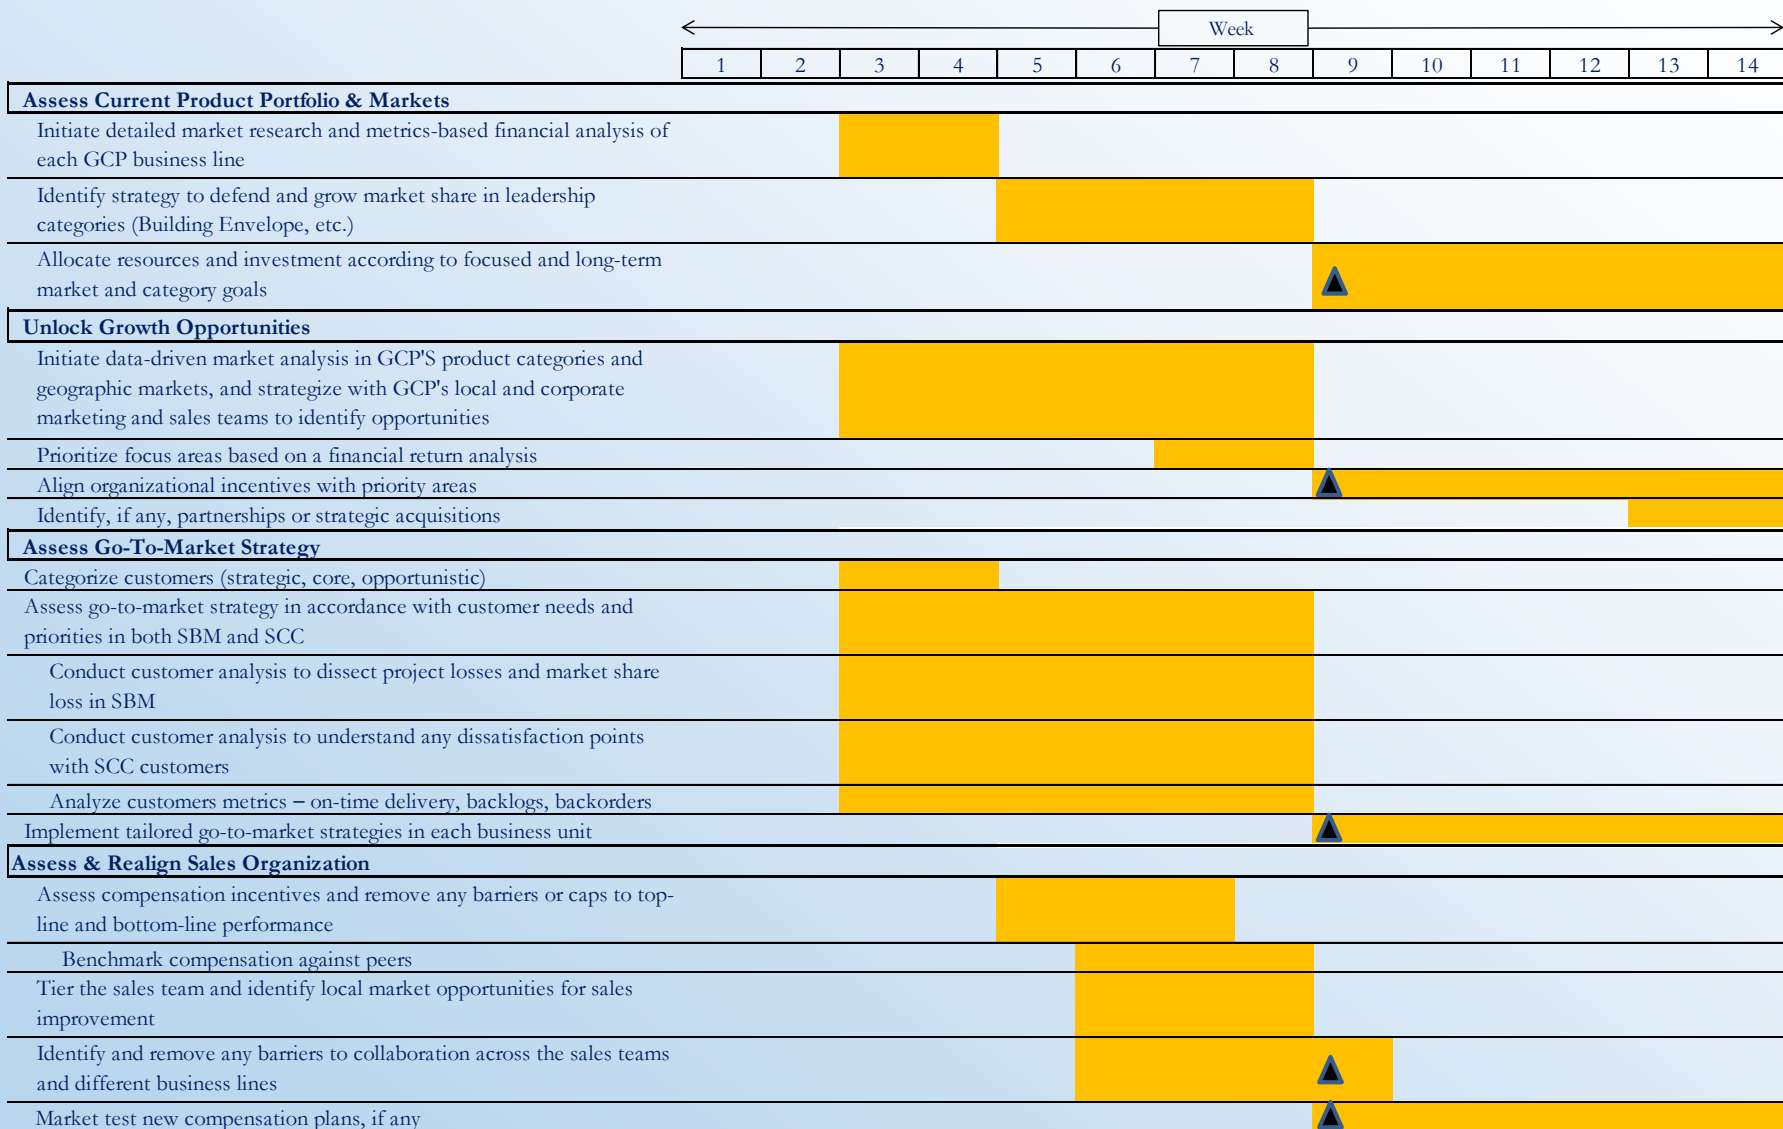 Week
1 2 3 4 5 6 7 8 9 10 11 12 13 14
Assess Current Product Portfolio & Markets
Initiate detailed market research and metrics-based financial analysis of
each GCP business line
Identify strategy to defend and grow market share in leadership
categories (Building Envelope, etc.)
Allocate resources and investment according to focused and long-term
market and category goals
Unlock Growth Opportunities
Initiate data-driven market analysis in GCP'S product categories and
geographic markets, and strategize with GCP's local and corporate
marketing and sales teams to identify opportunities
Prioritize focus areas based on a financial return analysis
Align organizational incentives with priority areas
Identify, if any, partnerships or strategic acquisitions
Assess Go-To-Market Strategy
Categorize customers (strategic, core, opportunistic)
Assess go-to-market strategy in accordance with customer needs and
priorities in both SBM and SCC
Conduct customer analysis to dissect project losses and market share
loss in SBM
Conduct customer analysis to understand any dissatisfaction points
with SCC customers
Analyze customers metrics – on-time delivery, backlogs, backorders
Implement tailored go-to-market strategies in each business unit
Assess & Realign Sales Organization
Assess compensation incentives and remove any barriers or caps to top-
line and bottom-line performance
Benchmark compensation against peers
Tier the sales team and identify local market opportunities for sales
improvement
Identify and remove any barriers to collaboration across the sales teams
and different business lines
Market test new compensation plans, if any